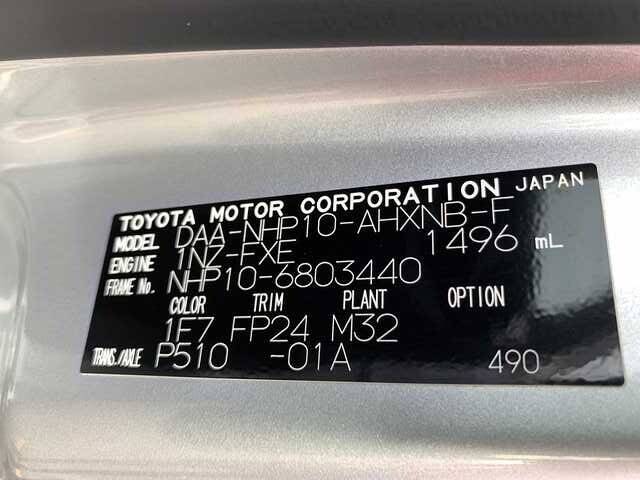 TOYOTA MOTOR CORPORATION JAPAN
MODEL DAA-NHP10-AHXNB-F
ENGINE 1NZ-FXE 1496 mL
FRAME No. NHP10-6803440
COLOR TRIM PLANT OPTION
1F7 FP24 M32
TRANS./AXLE P510 -01A 490